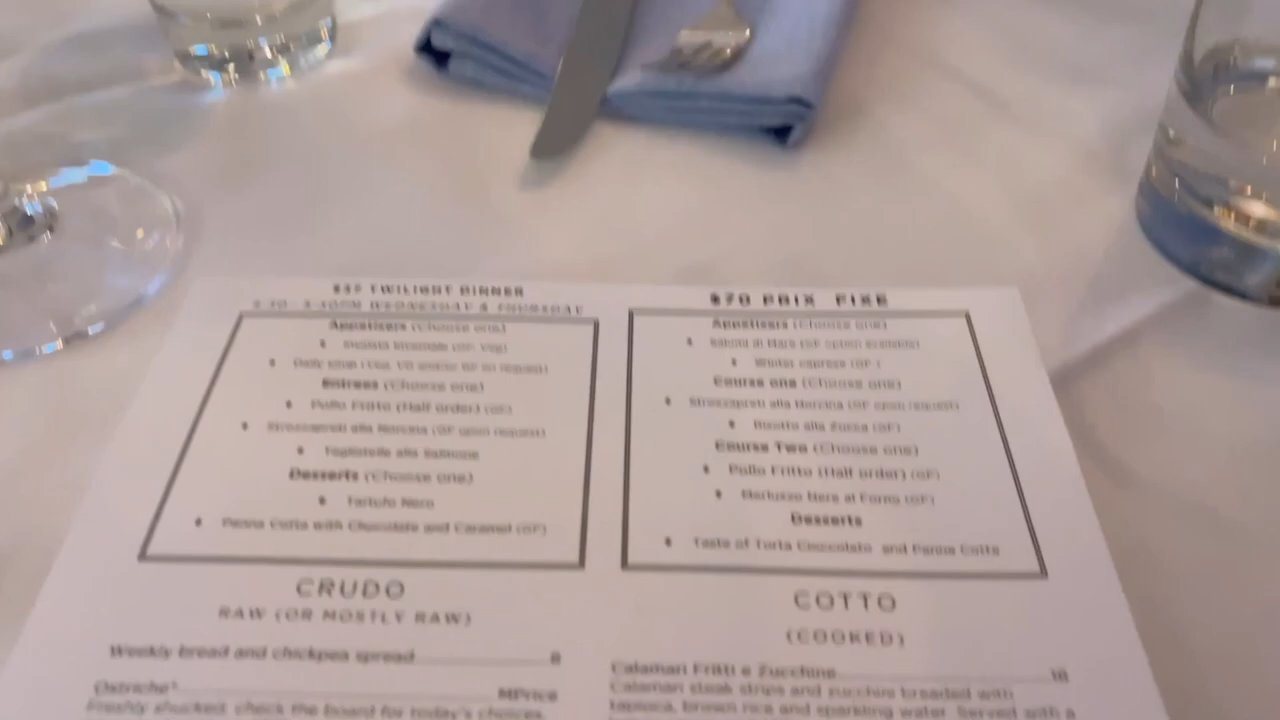 TWILIGHT DINNER
WEDNESDAY & THURSDAY
Appetizers (Choose one)
Entrees (Choose one)
Pollo Fritto (Half order) (GF)
Strozzapreti alla Norcina (GF upon request)
Tagliatelle alla Salmone
Desserts (Choose one)
Tartufo Nero
Panna Cotta with Chocolate and Caramel (GF)
$70 PRIX FIXE
Appetizers (Choose one)
Winter caprese (GF)
Course one (Choose one)
Strozzapreti alla Norcina (GF upon request)
Risotto alla Zucca (GF)
Course Two (Choose one)
Pollo Fritto (Half order) (GF)
Merluzzo Nero al Forno (GF)
Desserts
Taste of Torta Cioccolato and Panna Cotta
CRUDO
RAW (OR MOSTLY RAW)
Weekly bread and chickpea spread
Ostriche* MPrice
Freshly shucked, check the board for today's choices.
COTTO
(COOKED)
Calamari Fritti e Zucchine 18
Calamari steak strips and zucchini breaded with
tapioca, brown rice and sparkling water. Served with a